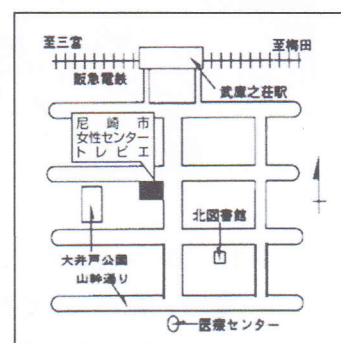 至三宮
至梅田
阪急電鉄
武庫之荘駅
尼崎市
女性センター
トレピエ
北図書館
大井戸公園
山幹通り
医療センター